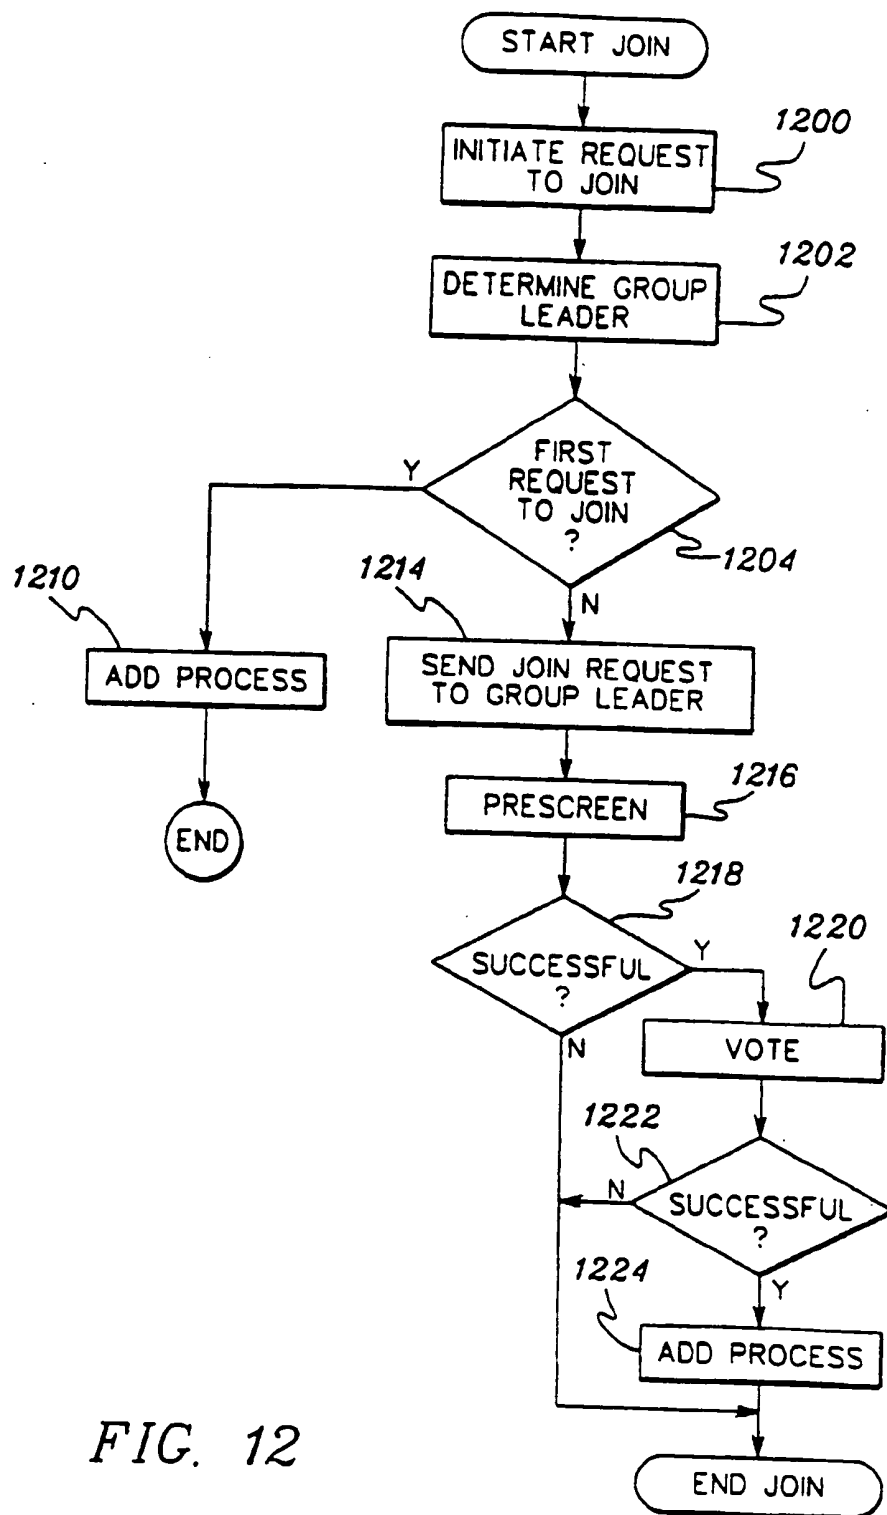 START JOIN
1200
INITIATE REQUEST
TO JOIN
1202
DETERMINE GROUP
LEADER
FIRST
REQUEST
TO JOIN
?
Y
1204
N
1210
1214
ADD PROCESS
SEND JOIN REQUEST
TO GROUP LEADER
END
1216
PRESCREEN
1218
SUCCESSFUL
?
Y
N
1220
VOTE
1222
N
SUCCESSFUL
?
Y
1224
ADD PROCESS
FIG. 12
END JOIN